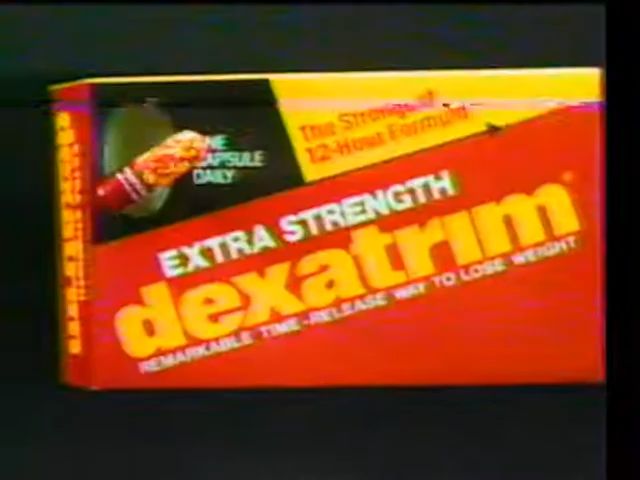 The Strongest
12-Hour Formula
ONE
CAPSULE
DAILY
EXTRA STRENGTH
dexatrim
REMARKABLE TIME-RELEASE WAY TO LOSE WEIGHT